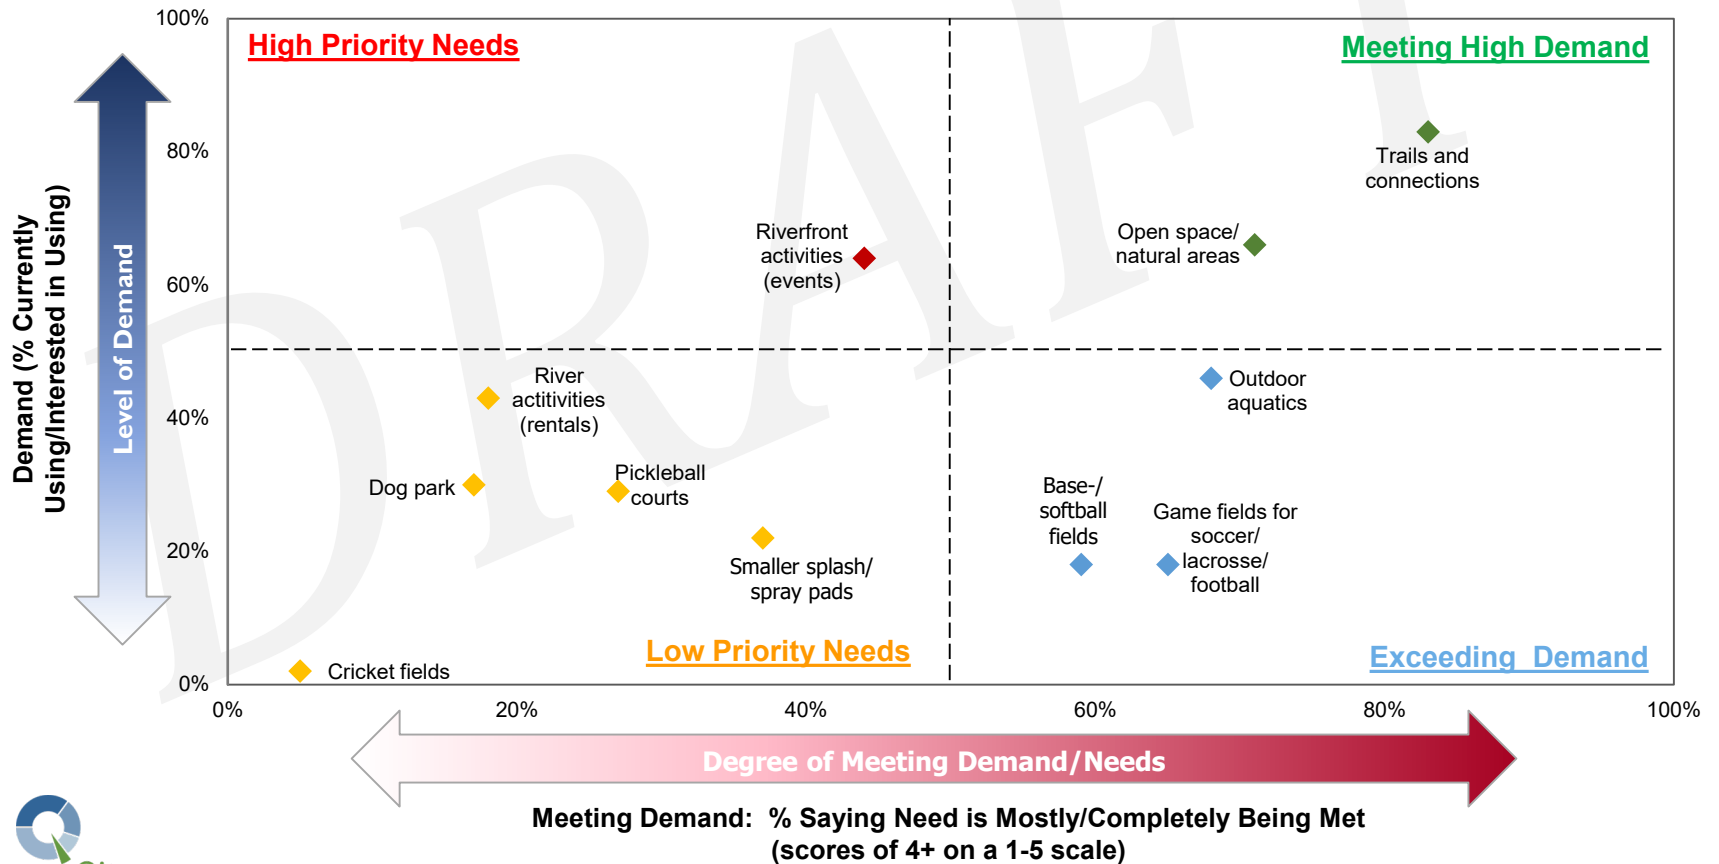 DRAFT
100%
High Priority Needs
Meeting High Demand
80%
Trails and
connections
Riverfront
activities
(events)
Open space/
natural areas
60%
Demand (% Currently
Using/Interested in Using)
Level of Demand
River
actitivities
(rentals)
Outdoor
aquatics
40%
Dog park
Pickleball
courts
Base-/
softball
fields
Game fields for
soccer/
lacrosse/
football
20%
Smaller splash/
spray pads
Low Priority Needs
Exceeding Demand
Cricket fields
0%
0%
20%
40%
60%
80%
100%
Degree of Meeting Demand/Needs
Meeting Demand: % Saying Need is Mostly/Completely Being Met
(scores of 4+ on a 1-5 scale)